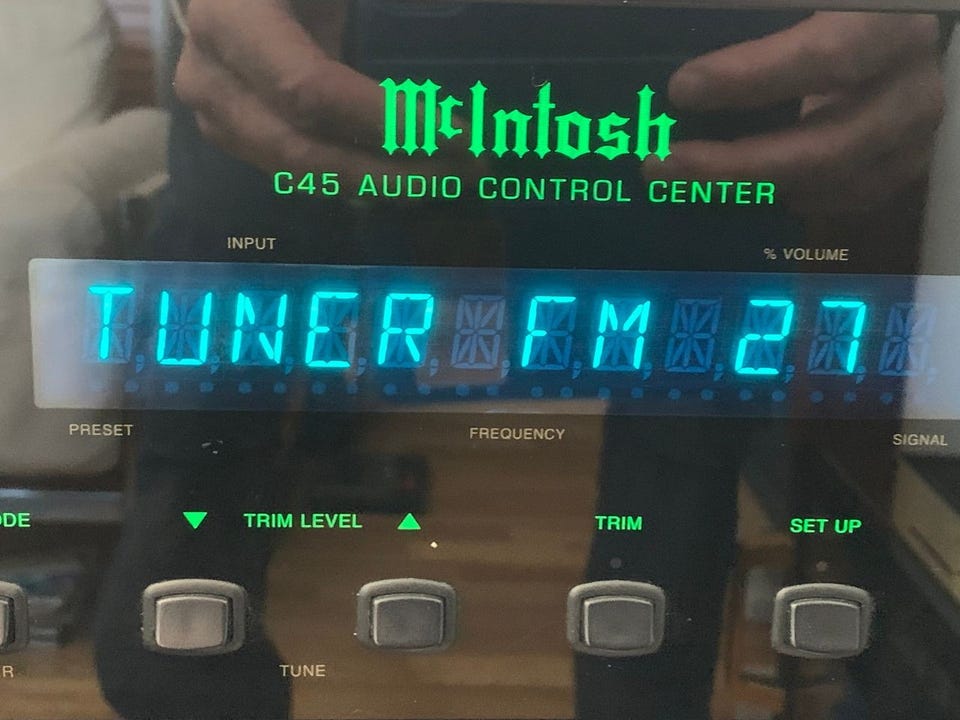 McIntosh
C45 AUDIO CONTROL CENTER
INPUT % VOLUME
TUNER FM 27
PRESET FREQUENCY SIGNAL
TRIM LEVEL TRIM SET UP
TUNE